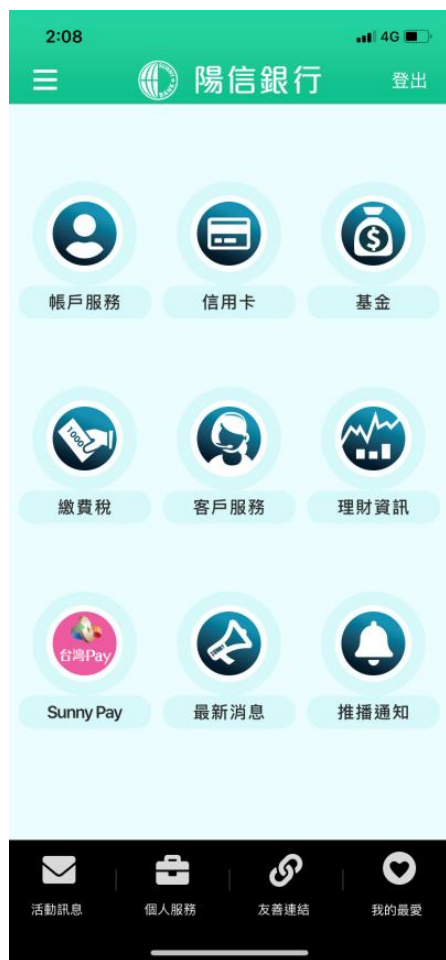 2:08
4G
SUNNY BANK
陽信銀行
登出
帳戶服務
信用卡
基金
1000
繳費稅
客戶服務
理財資訊
台灣Pay
Sunny Pay
最新消息
推播通知
活動訊息
個人服務
友善連結
我的最愛